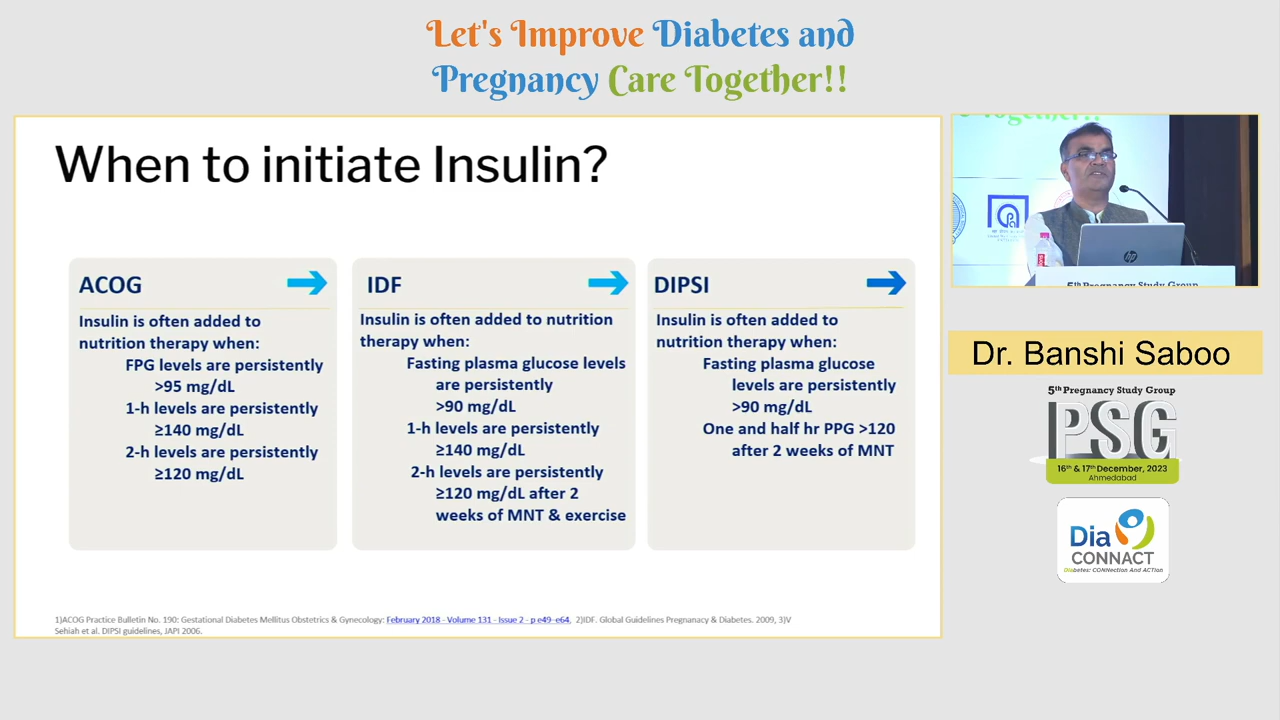 Let's Improve Diabetes and
Pregnancy Care Together!!
When to initiate Insulin?
ACOG
Insulin is often added to
nutrition therapy when:
FPG levels are persistently
>95 mg/dL
1-h levels are persistently
≥140 mg/dL
2-h levels are persistently
≥120 mg/dL
IDF
Insulin is often added to nutrition
therapy when:
Fasting plasma glucose levels
are persistently
>90 mg/dL
1-h levels are persistently
≥140 mg/dL
2-h levels are persistently
≥120 mg/dL after 2
weeks of MNT & exercise
DIPSI
Insulin is often added to
nutrition therapy when:
Fasting plasma glucose
levels are persistently
>90 mg/dL
One and half hr PPG >120
after 2 weeks of MNT
1)ACOG Practice Bulletin No. 190: Gestational Diabetes Mellitus Obstetrics & Gynecology: February 2018 - Volume 131 - Issue 2 - p e49-e64, 2)IDF. Global Guidelines Pregnanacy & Diabetes. 2009, 3)V
Sehiah et al. DIPSI guidelines, JAPI 2006.
Together!!
hp
5th Pregnancy Study Group
Dr. Banshi Saboo
5th Pregnancy Study Group
PSG
16th & 17th December, 2023
Ahmedabad
Dia
CONNACT
Diabetes: CONNection And ACTion